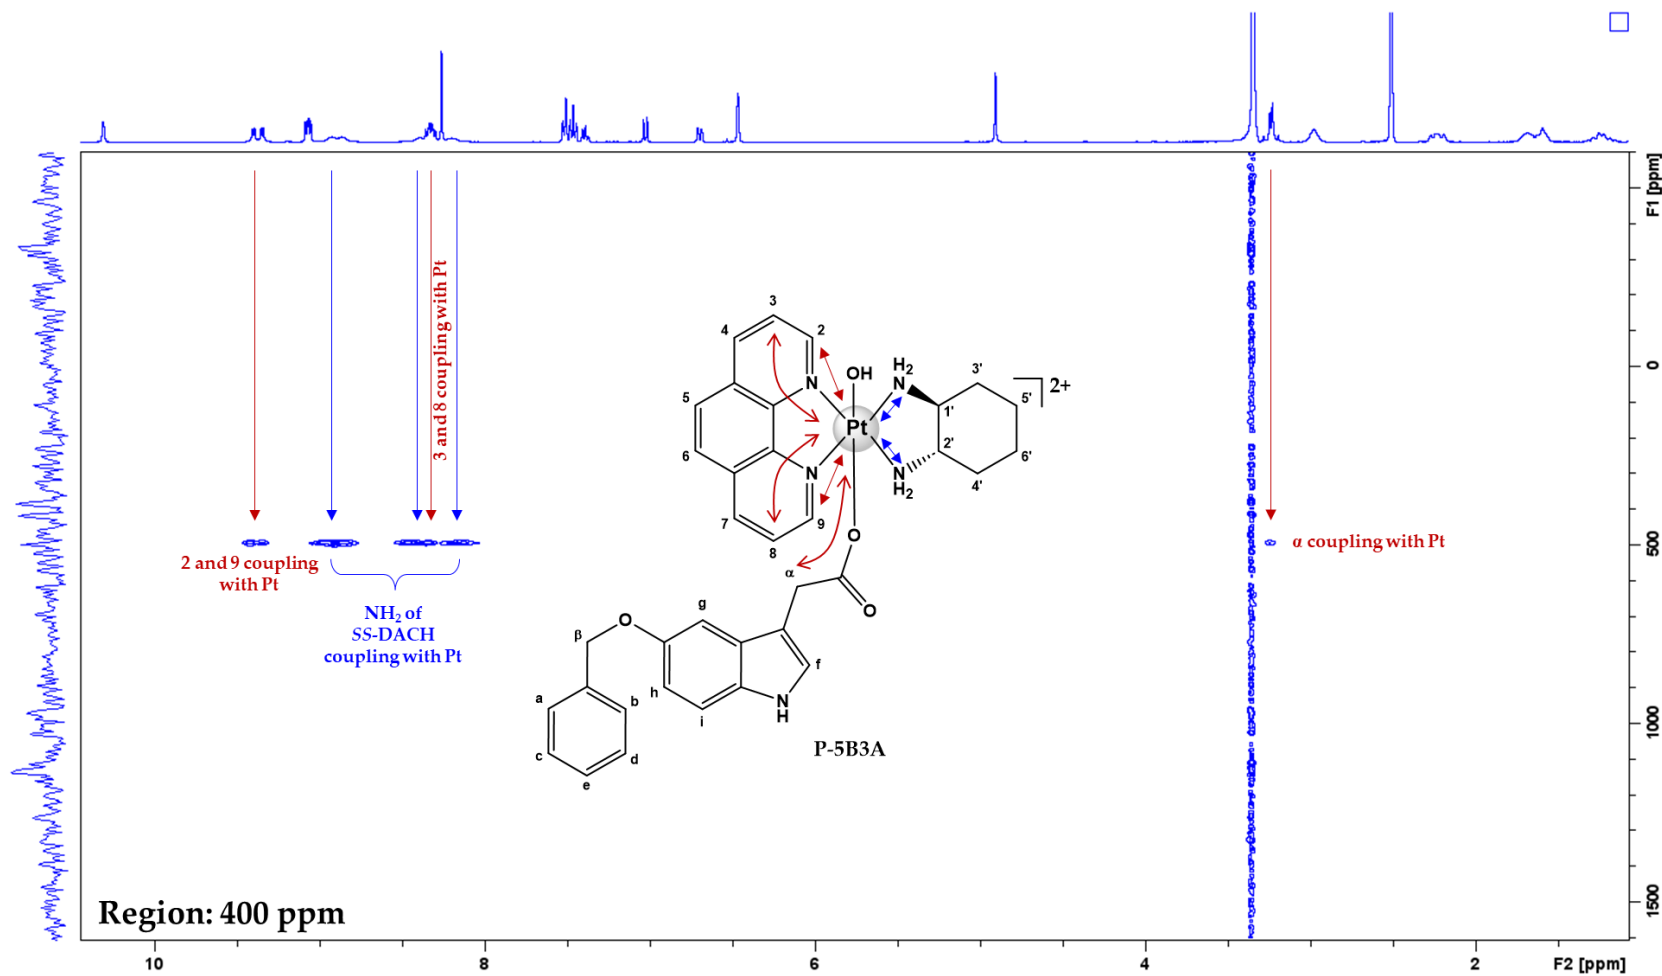 3 and 8 coupling with Pt
2 and 9 coupling
with Pt
NH2 of
SS-DACH
coupling with Pt
α coupling with Pt
3
4
2
5
6
7
8
9
N
N
OH
Pt
H2
N
N
H2
3'
5'
1'
2'
6'
4'
2+
O
α
O
g
O
β
f
h
i
N
H
a
b
c
d
e
P-5B3A
Region: 400 ppm
0
500
1000
1500
F1 [ppm]
10
8
6
4
2
F2 [ppm]